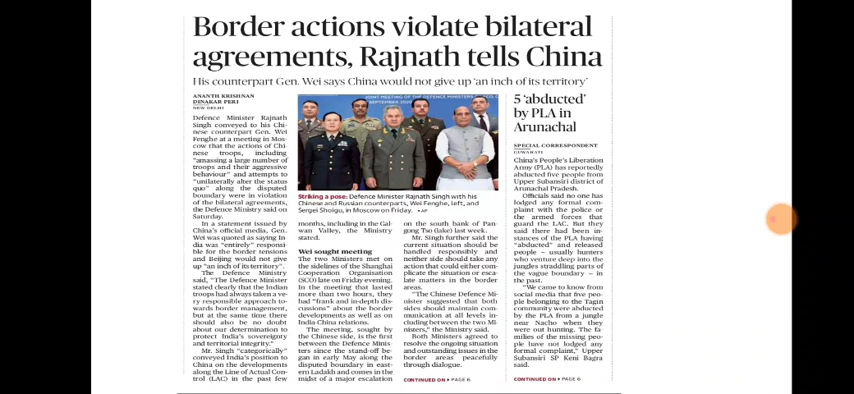 Border actions violate bilateral
agreements, Rajnath tells China
His counterpart Gen. Wei says China would not give up ‘an inch of its territory’
ANANTH KRISHNAN
DINAKAR PERI
NEW DELHI
Defence Minister Rajnath
Singh conveyed to his Chi-
nese counterpart Gen. Wei
Fenghe at a meeting in Mos-
cow that the actions of Chi-
nese troops, including
“amassing a large number of
troops and their aggressive
behaviour” and attempts to
“unilaterally alter the status
quo” along the disputed
boundary were in violation
of the bilateral agreements,
the Defence Ministry said on
Saturday.
In a statement issued by
China’s official media, Gen.
Wei was quoted as saying In-
dia was “entirely” responsi-
ble for the border tensions
and Beijing would not give
up “an inch of its territory”.
The Defence Ministry
said, “The Defence Minister
stated clearly that the Indian
troops had always taken a ve-
ry responsible approach to-
wards border management,
but at the same time there
should also be no doubt
about our determination to
protect India’s sovereignty
and territorial integrity.”
Mr. Singh “categorically”
conveyed India’s position to
China on the developments
along the Line of Actual Con-
trol (LAC) in the past few
JOINT MEETING OF THE DEFENCE MINISTERS
SEPTEMBER 2020
Striking a pose: Defence Minister Rajnath Singh with his
Chinese and Russian counterparts, Wei Fenghe, left, and
Sergei Shoigu, in Moscow on Friday. AP
months, including in the Gal-
wan Valley, the Ministry
stated.
Wei sought meeting
The two Ministers met on
the sidelines of the Shanghai
Cooperation Organisation
(SCO) late on Friday evening.
In the meeting that lasted
more than two hours, they
had “frank and in-depth dis-
cussions” about the border
developments as well as on
India China relations.
The meeting, sought by
the Chinese side, is the first
between the Defence Minis-
ters since the stand-off be-
gan in early May along the
disputed boundary in east-
ern Ladakh and comes in the
midst of a major escalation
on the south bank of Pan-
gong Tso (lake) last week.
Mr. Singh further said the
current situation should be
handled responsibly and
neither side should take any
action that could either com-
plicate the situation or esca-
late matters in the border
areas.
“The Chinese Defence Mi-
nister suggested that both
sides should maintain com-
munication at all levels in-
cluding between the two Mi-
nisters,” the Ministry said.
Both Ministers agreed to
resolve the ongoing situation
and outstanding issues in the
border areas peacefully
through dialogue.
CONTINUED ON ▸ PAGE 6
5 ‘abducted’
by PLA in
Arunachal
SPECIAL CORRESPONDENT
GUWAHATI
China’s People’s Liberation
Army (PLA) has reportedly
abducted five people from
Upper Subansiri district of
Arunachal Pradesh.
Officials said no one has
lodged any formal com-
plaint with the police or
the armed forces that
guard the LAC. But they
said there had been in-
stances of the PLA having
“abducted” and released
people – usually hunters
who venture deep into the
jungles straddling parts of
the vague boundary – in
the past.
“We came to know from
social media that five peo-
ple belonging to the Tagin
community were abducted
by the PLA from a jungle
near Nacho when they
were out hunting. The fa-
milies of the missing peo-
ple have not lodged any
formal complaint,” Upper
Subansiri SP Keni Bagra
said.
CONTINUED ON ▸ PAGE 6